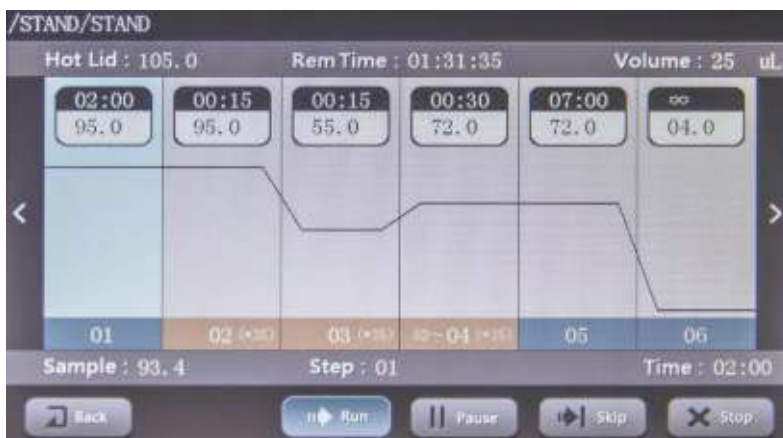 /STAND/STAND
Hot Lid : 105.0 Rem Time : 01:31:35 Volume : 25 uL
02:00 00:15 00:15 00:30 07:00 ∞
95.0 95.0 55.0 72.0 72.0 04.0
01 02 03 04 05 06
Sample : 93.4 Step : 01 Time : 02:00
Back Run Pause Skip Stop